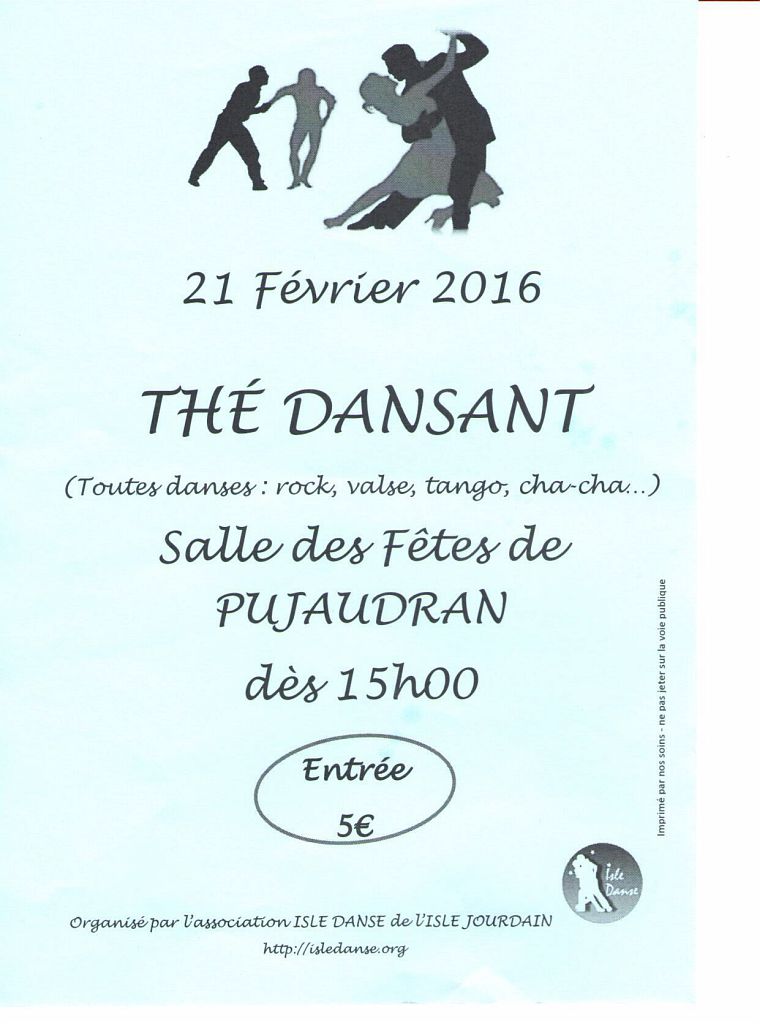 21 Février 2016
THÉ DANSANT
(Toutes danses : rock, valse, tango, cha-cha...)
Salle des Fêtes de
PUJAUDRAN
dès 15h00
Entrée
5€
Imprimé par nos soins - ne pas jeter sur la voie publique
Isle
Danse
Organisé par l'association ISLE DANSE de l'ISLE JOURDAIN
http://isledanse.org